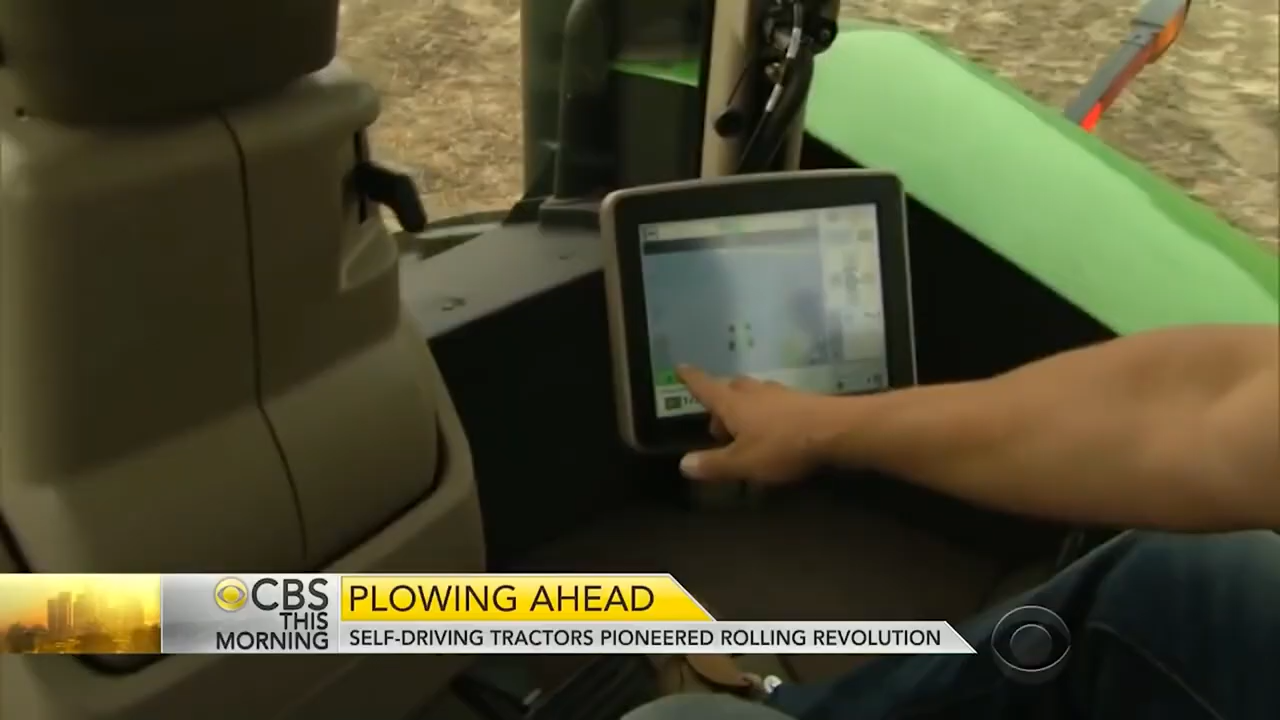 CBS
THIS
MORNING
PLOWING AHEAD
SELF-DRIVING TRACTORS PIONEERED ROLLING REVOLUTION